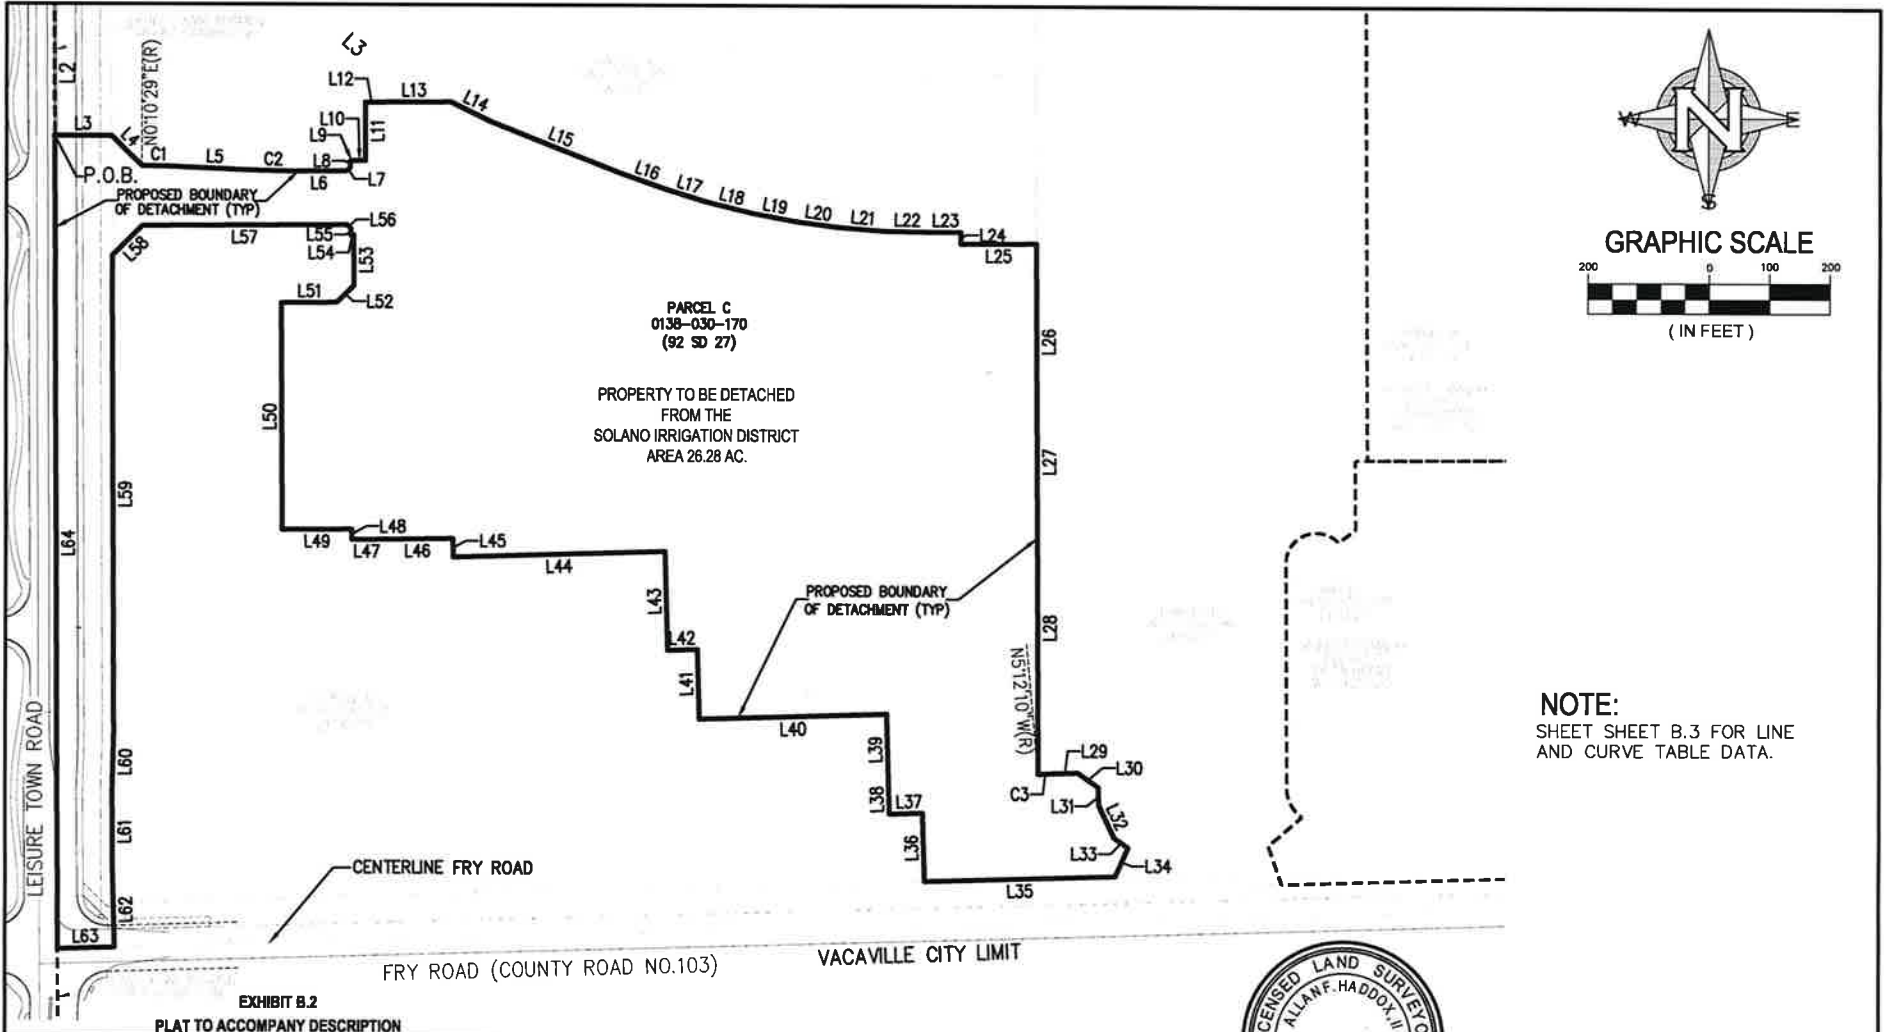 L2
L3
L4
N0°10'29"E(R)
C1
L5
C2
L6
L7
L8
L9
L10
L11
L12
L3
L13
L14
L15
L16
L17
L18
L19
L20
L21
L22
L23
L24
L25
P.O.B.
PROPOSED BOUNDARY
OF DETACHMENT (TYP)
L56
L55
L54
L57
L58
L53
L52
L51
L50
L59
L64
L49
L48
L47
L46
L45
L44
L43
L42
L41
L40
L39
L38
L37
L36
L35
L34
L33
L32
L31
L30
L29
C3
L26
L27
L28
N5°12'10"W(R)
PARCEL C
0138-030-170
(92 SD 27)
PROPERTY TO BE DETACHED
FROM THE
SOLANO IRRIGATION DISTRICT
AREA 26.28 AC.
PROPOSED BOUNDARY
OF DETACHMENT (TYP)
L60
L61
L62
L63
LEISURE TOWN ROAD
CENTERLINE FRY ROAD
FRY ROAD (COUNTY ROAD NO.103)
VACAVILLE CITY LIMIT
EXHIBIT B.2
PLAT TO ACCOMPANY DESCRIPTION
N
W
E
S
GRAPHIC SCALE
200 0 100 200
( IN FEET )
NOTE:
SHEET SHEET B.3 FOR LINE
AND CURVE TABLE DATA.
LAND
ALLAN F. HADDOX, II